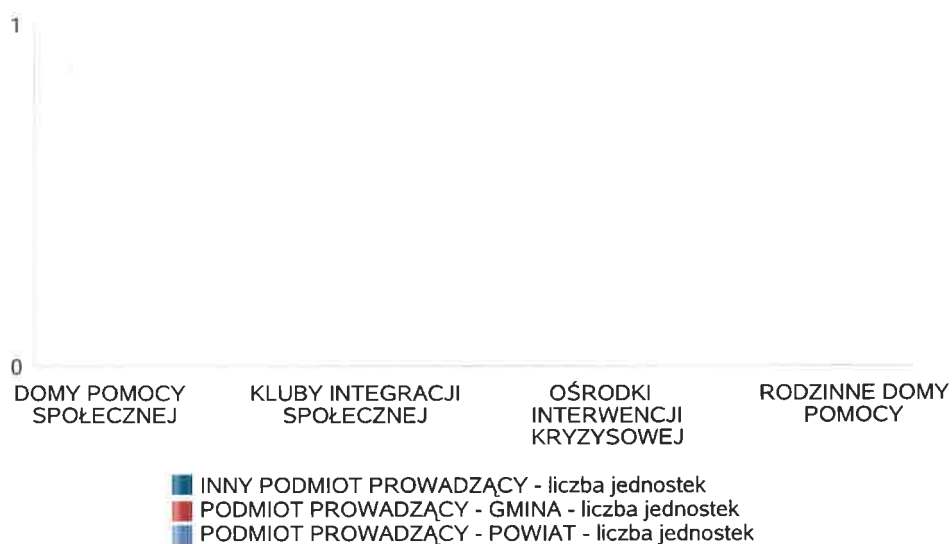 1
0
DOMY POMOCY SPOŁECZNEJ
KLUBY INTEGRACJI SPOŁECZNEJ
OŚRODKI INTERWENCJI KRYZYSOWEJ
RODZINNE DOMY POMOCY
INNY PODMIOT PROWADZĄCY - liczba jednostek
PODMIOT PROWADZĄCY - GMINA - liczba jednostek
PODMIOT PROWADZĄCY - POWIAT - liczba jednostek